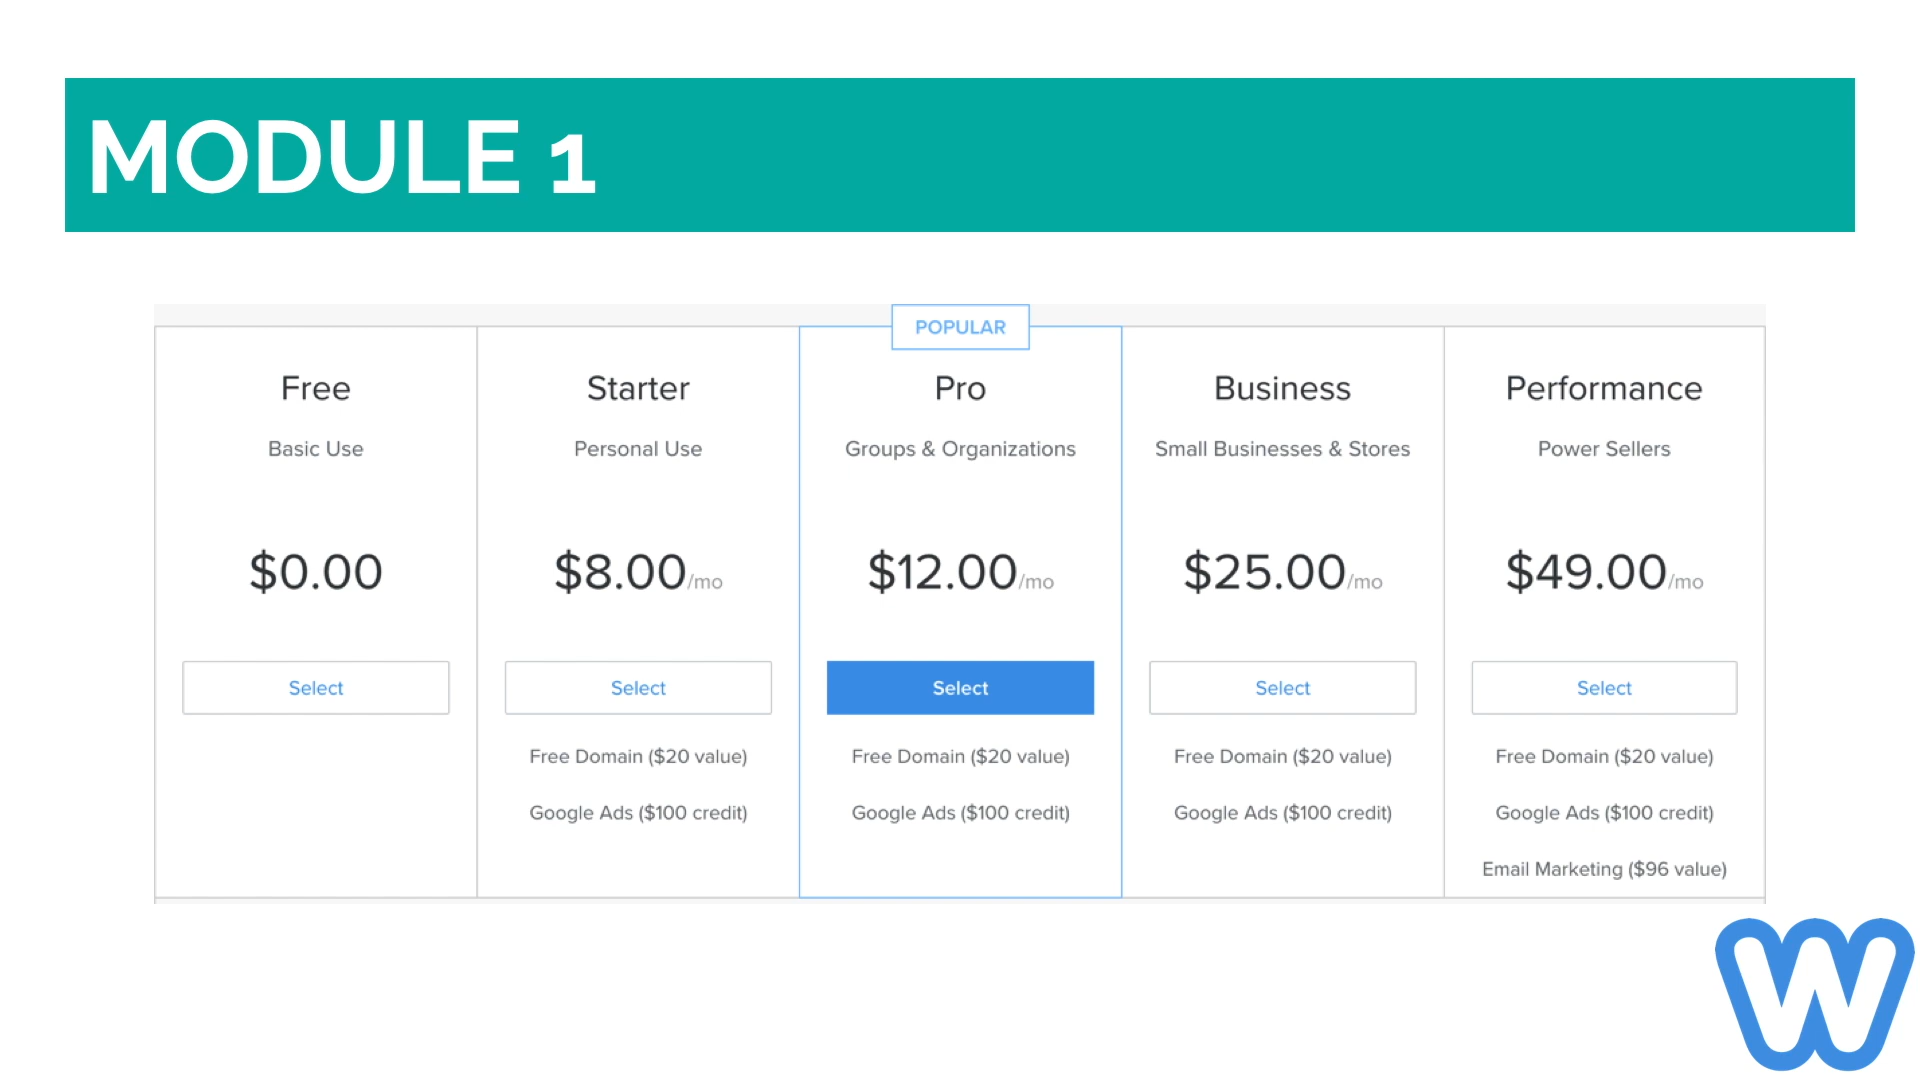 MODULE 1
POPULAR
Free
Basic Use
$0.00
Select
Starter
Personal Use
$8.00/mo
Select
Free Domain ($20 value)
Google Ads ($100 credit)
Pro
Groups & Organizations
$12.00/mo
Select
Free Domain ($20 value)
Google Ads ($100 credit)
Business
Small Businesses & Stores
$25.00/mo
Select
Free Domain ($20 value)
Google Ads ($100 credit)
Performance
Power Sellers
$49.00/mo
Select
Free Domain ($20 value)
Google Ads ($100 credit)
Email Marketing ($96 value)
W